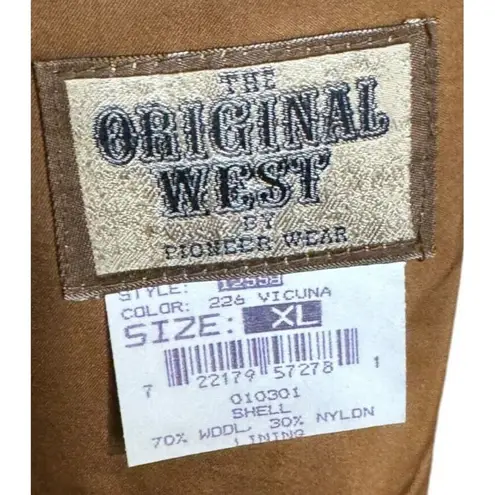 THE
ORIGINAL
WEST
BY
PIONEER WEAR
STYLE: 12558
COLOR: 226 VICUNA
SIZE: XL
7 22179 57278 1
010301
SHELL
70% WOOL, 30% NYLON
LINING